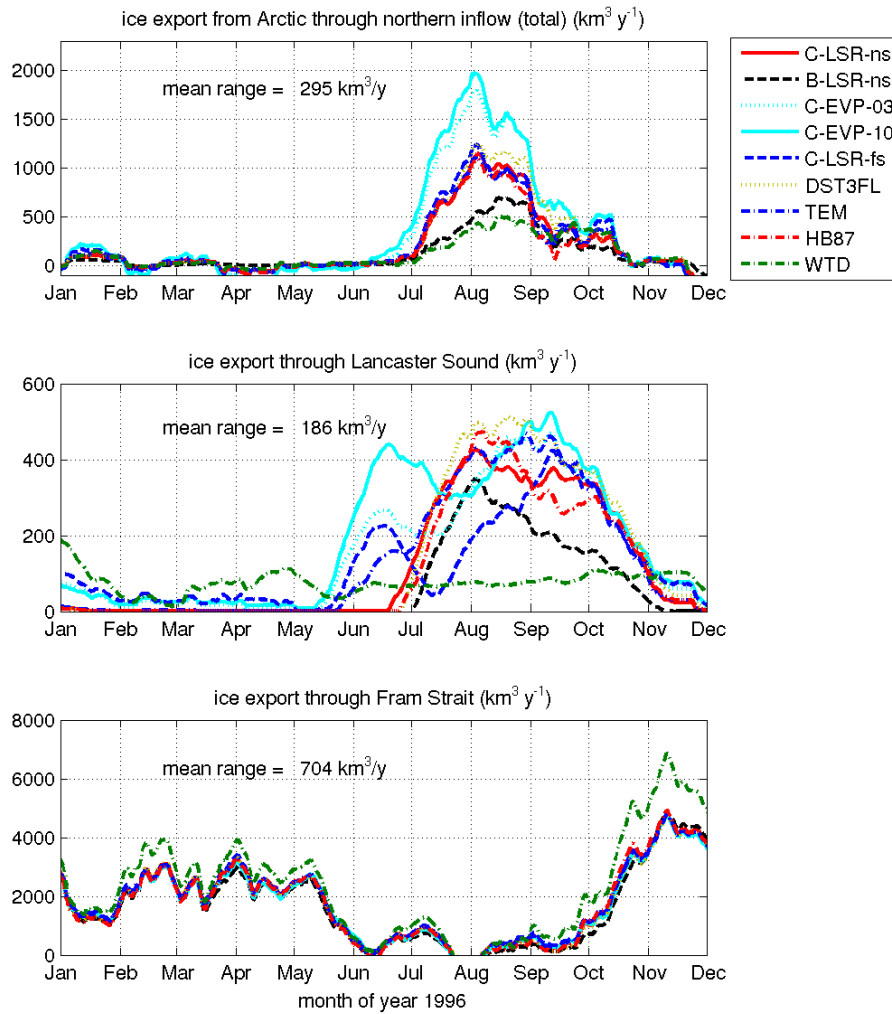 ice export from Arctic through northern inflow (total) (km³ y⁻¹)
mean range = 295 km³/y
2000
1500
1000
500
0
Jan Feb Mar Apr May Jun Jul Aug Sep Oct Nov Dec
C-LSR-ns
B-LSR-ns
C-EVP-03
C-EVP-10
C-LSR-fs
DST3FL
TEM
HB87
WTD
ice export through Lancaster Sound (km³ y⁻¹)
mean range = 186 km³/y
600
400
200
0
Jan Feb Mar Apr May Jun Jul Aug Sep Oct Nov Dec
ice export through Fram Strait (km³ y⁻¹)
mean range = 704 km³/y
8000
6000
4000
2000
0
Jan Feb Mar Apr May Jun Jul Aug Sep Oct Nov Dec
month of year 1996